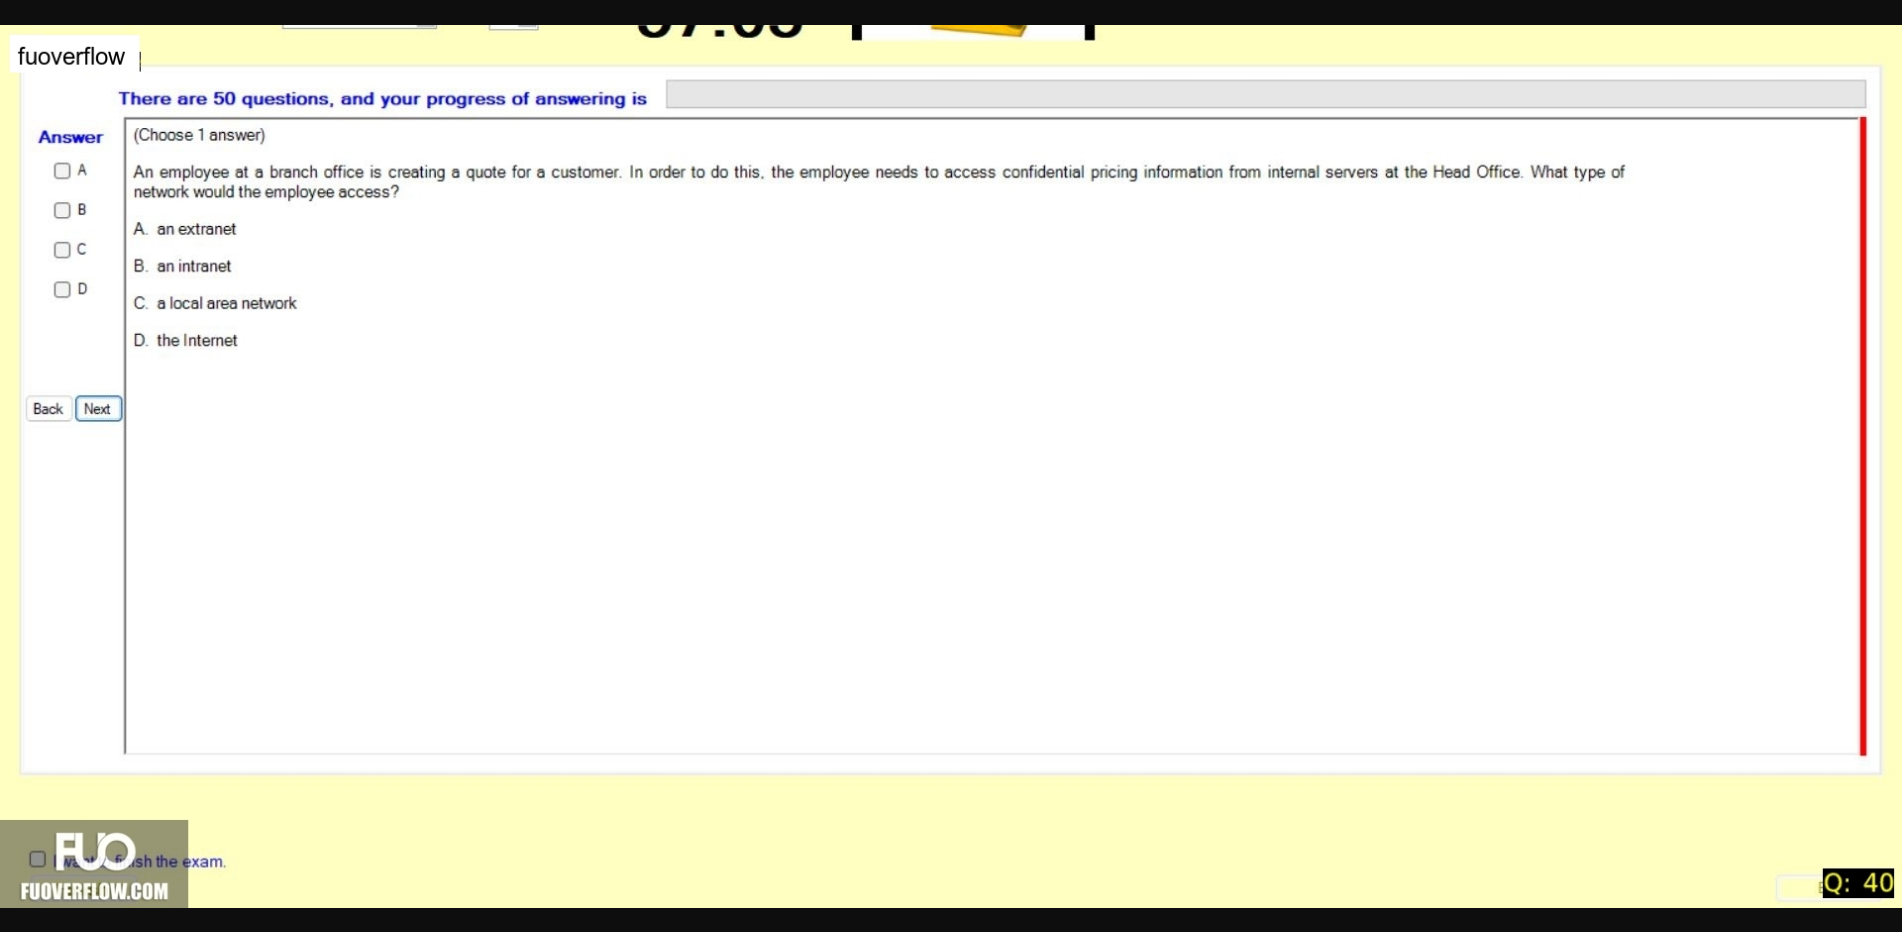 fuoverflow
There are 50 questions, and your progress of answering is
Answer
(Choose 1 answer)
A
An employee at a branch office is creating a quote for a customer. In order to do this, the employee needs to access confidential pricing information from internal servers at the Head Office. What type of
network would the employee access?
B
A. an extranet
C
B. an intranet
D
C. a local area network
D. the Internet
Back Next
FUO
finish the exam.
FUOVERFLOW.COM
Q: 40